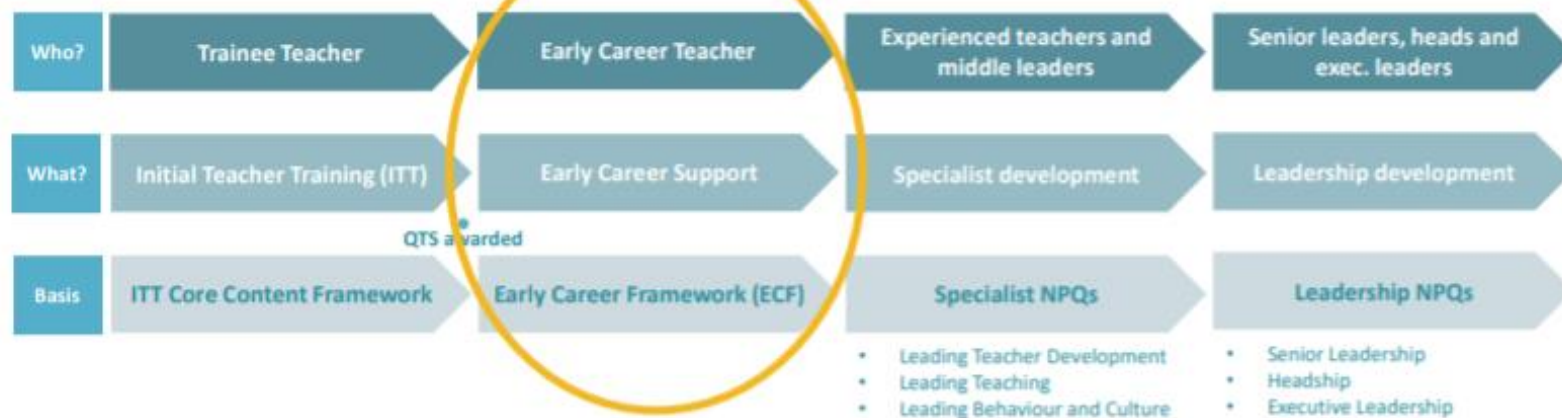 Who?
Trainee Teacher
Early Career Teacher
Experienced teachers and
middle leaders
Senior leaders, heads and
exec. leaders
What?
Initial Teacher Training (ITT)
Early Career Support
Specialist development
Leadership development
QTS awarded
Basis
ITT Core Content Framework
Early Career Framework (ECF)
Specialist NPQs
Leadership NPQs
• Leading Teacher Development
• Leading Teaching
• Leading Behaviour and Culture
• Senior Leadership
• Headship
• Executive Leadership